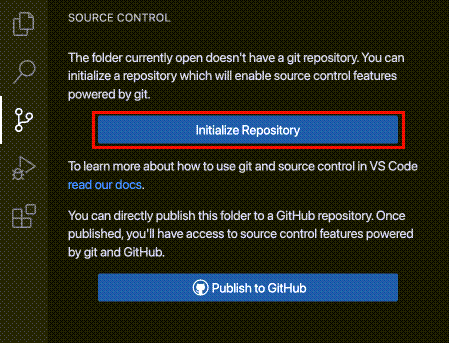 SOURCE CONTROL
The folder currently open doesn't have a git repository. You can
initialize a repository which will enable source control features
powered by git.
Initialize Repository
To learn more about how to use git and source control in VS Code
read our docs.
You can directly publish this folder to a GitHub repository. Once
published, you'll have access to source control features powered
by git and GitHub.
Publish to GitHub